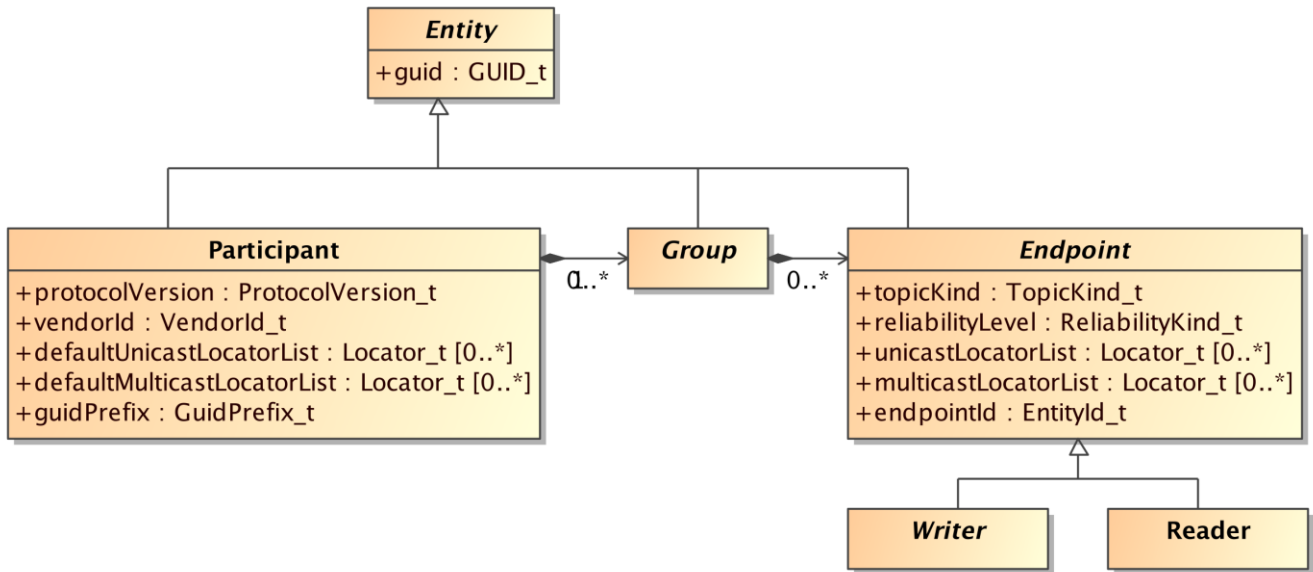 Entity
+guid : GUID_t
Participant
+protocolVersion : ProtocolVersion_t
+vendorId : VendorId_t
+defaultUnicastLocatorList : Locator_t [0..*]
+defaultMulticastLocatorList : Locator_t [0..*]
+guidPrefix : GuidPrefix_t
Group
0..*
Endpoint
+topicKind : TopicKind_t
+reliabilityLevel : ReliabilityKind_t
+unicastLocatorList : Locator_t [0..*]
+multicastLocatorList : Locator_t [0..*]
+endpointId : EntityId_t
Writer
Reader